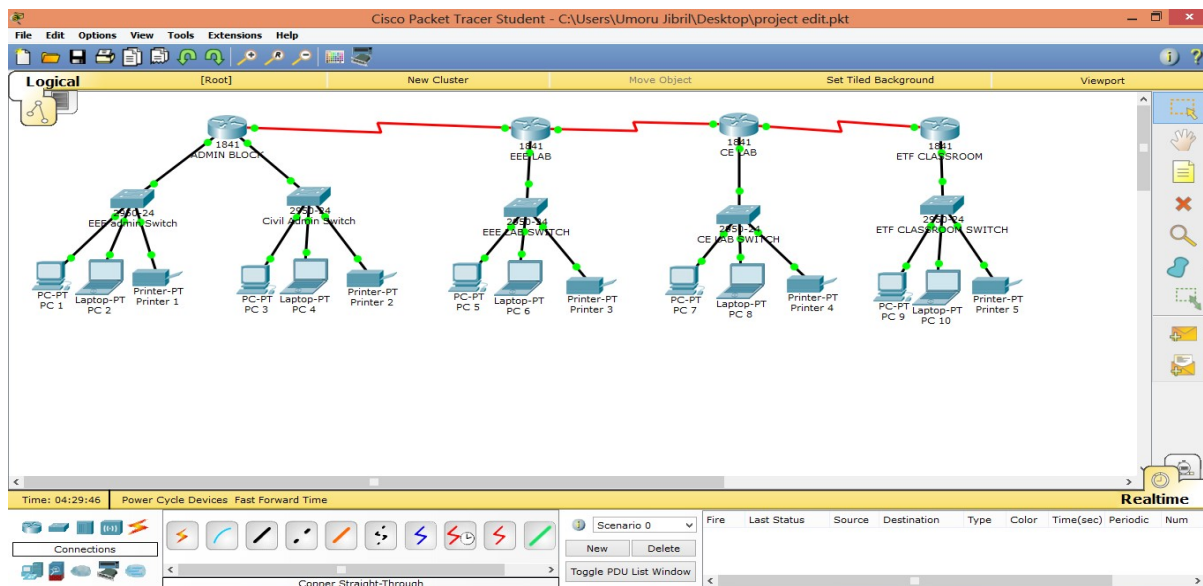 Cisco Packet Tracer Student - C:\Users\Umoru Jibril\Desktop\project edit.pkt
File Edit Options View Tools Extensions Help
Logical [Root] New Cluster Move Object Set Tiled Background Viewport
1841
ADMIN BLOCK
1841
EEE LAB
1841
CE LAB
1841
ETF CLASSROOM
2950-24
EEE admin Switch
2950-24
Civil Admin Switch
2950-24
EEE LAB SWITCH
2950-24
CE LAB SWITCH
2950-24
ETF CLASSROOM SWITCH
PC-PT
PC 1
Laptop-PT
PC 2
Printer-PT
Printer 1
PC-PT
PC 3
Laptop-PT
PC 4
Printer-PT
Printer 2
PC-PT
PC 5
Laptop-PT
PC 6
Printer-PT
Printer 3
PC-PT
PC 7
Laptop-PT
PC 8
Printer-PT
Printer 4
PC-PT
PC 9
Laptop-PT
PC 10
Printer-PT
Printer 5
Time: 04:29:46 Power Cycle Devices Fast Forward Time
Realtime
Connections
Copper Straight-Through
Scenario 0
New Delete
Toggle PDU List Window
Fire Last Status Source Destination Type Color Time(sec) Periodic Num